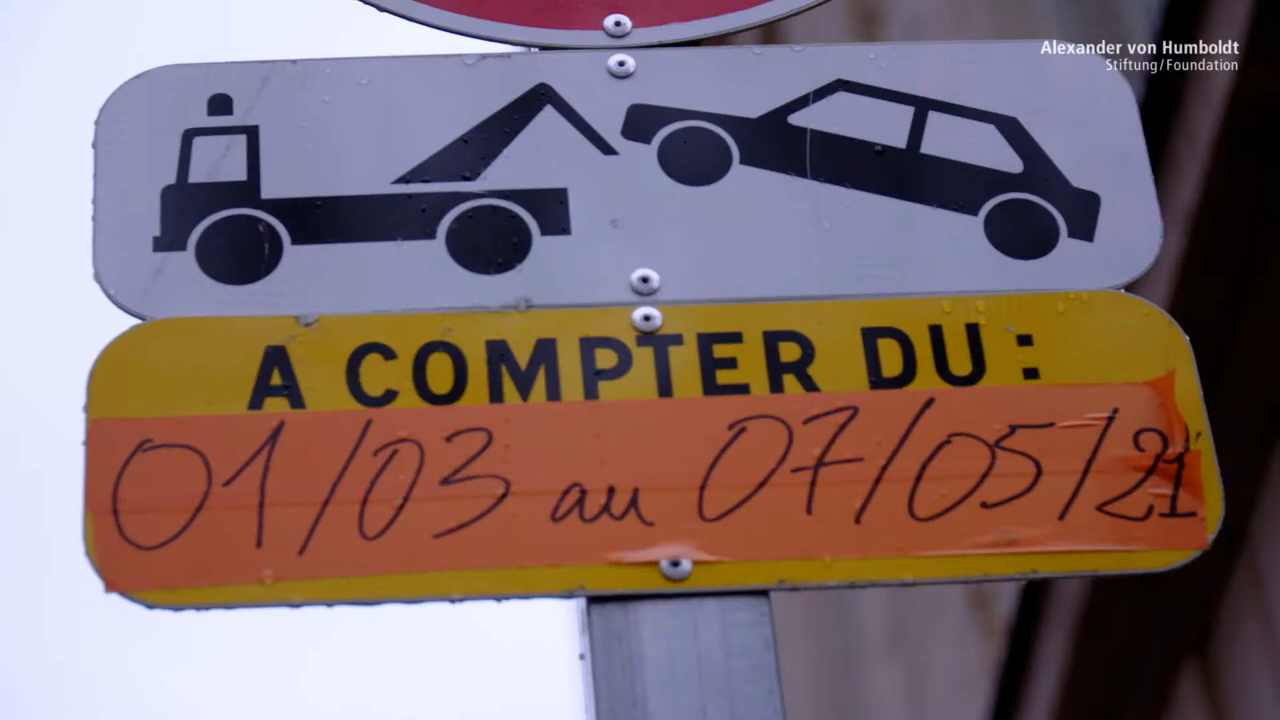 Alexander von Humboldt
Stiftung/Foundation
A COMPTER DU :
01/03 au 07/05/21